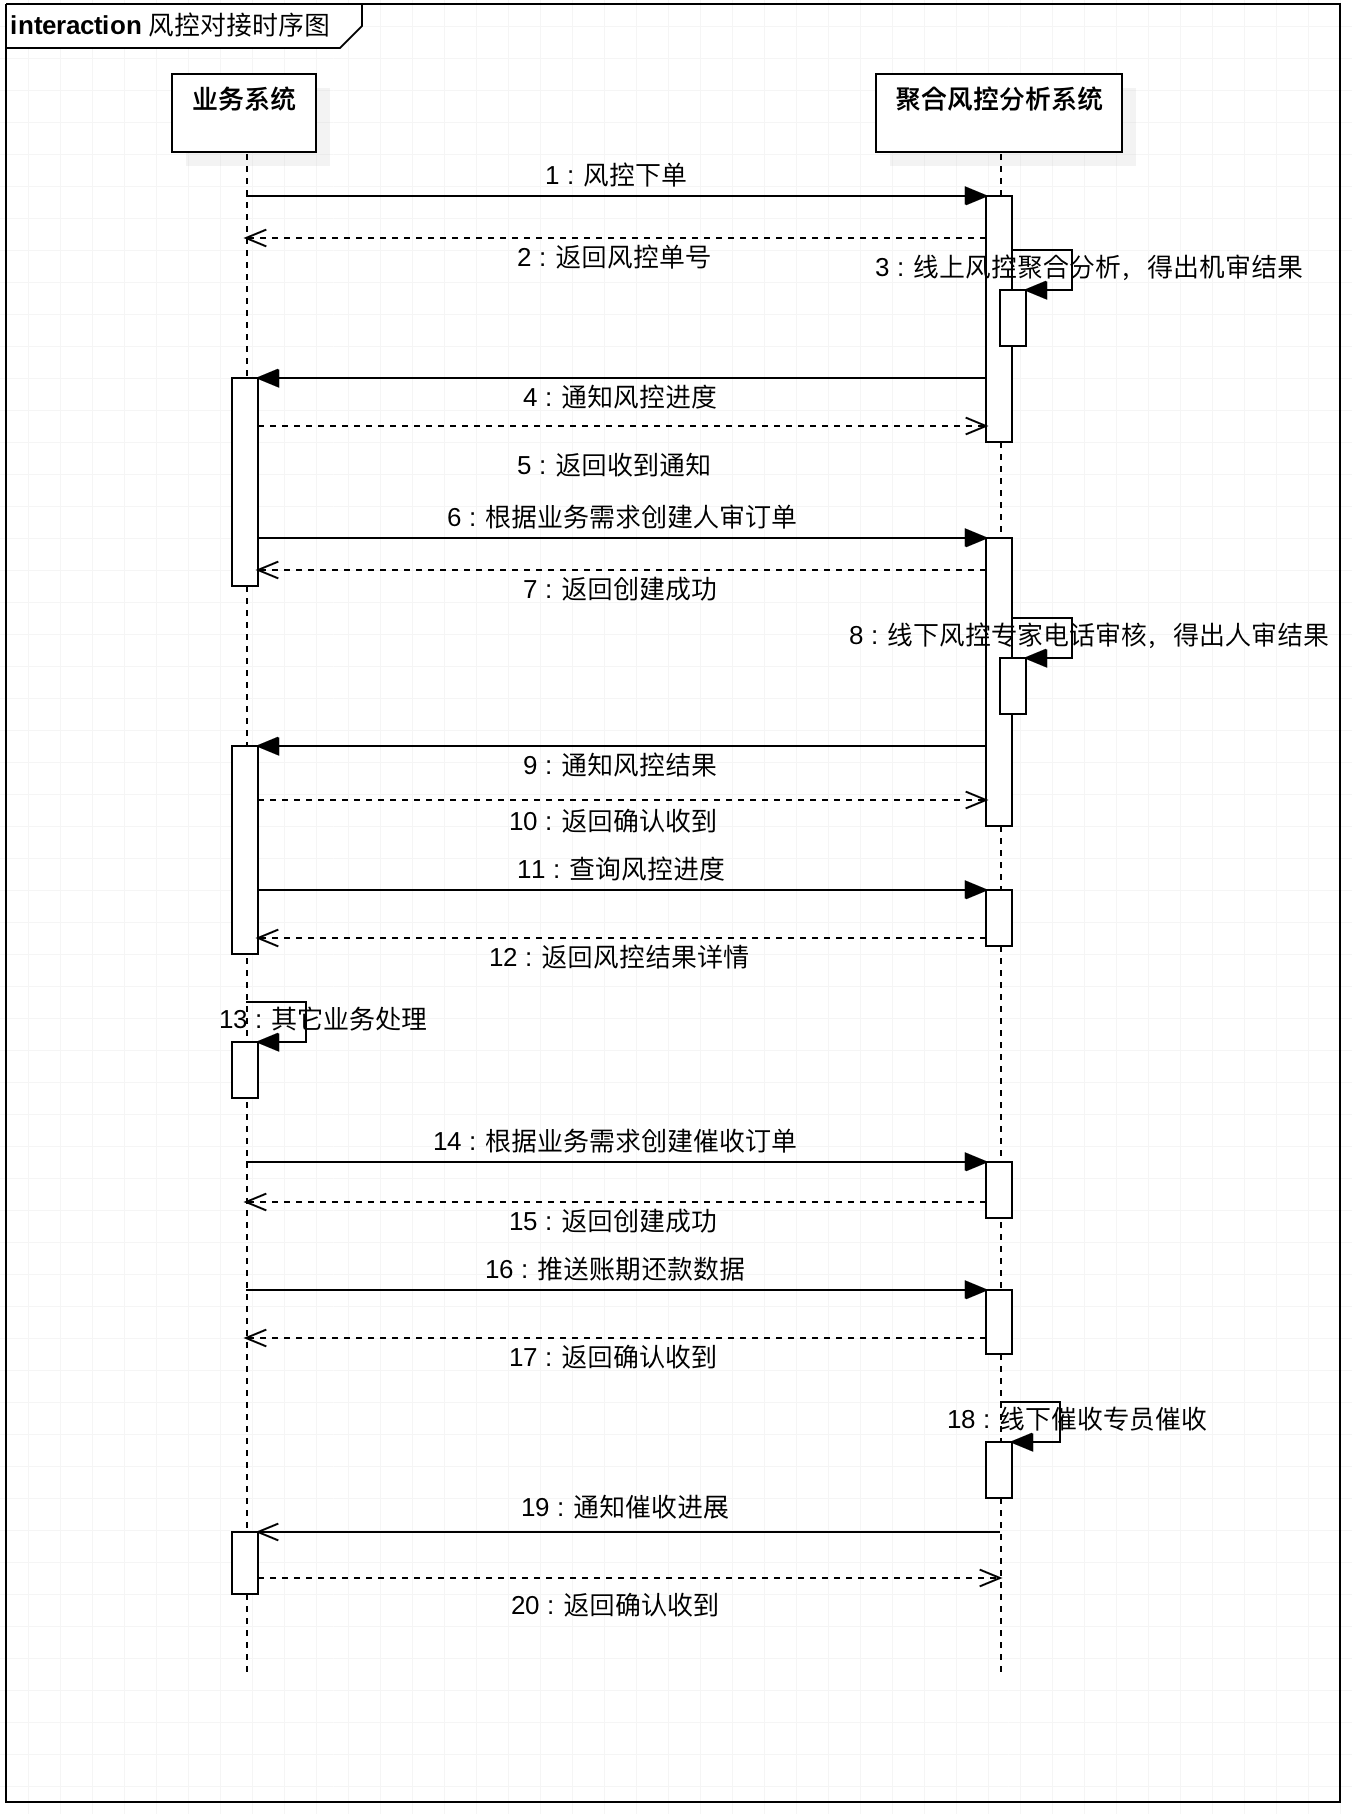 interaction 风控对接时序图
业务系统
聚合风控分析系统
1 : 风控下单
2 : 返回风控单号
3 : 线上风控聚合分析，得出机审结果
4 : 通知风控进度
5 : 返回收到通知
6 : 根据业务需求创建人审订单
7 : 返回创建成功
8 : 线下风控专家电话审核，得出人审结果
9 : 通知风控结果
10 : 返回确认收到
11 : 查询风控进度
12 : 返回风控结果详情
13 : 其它业务处理
14 : 根据业务需求创建催收订单
15 : 返回创建成功
16 : 推送账期还款数据
17 : 返回确认收到
18 : 线下催收专员催收
19 : 通知催收进展
20 : 返回确认收到